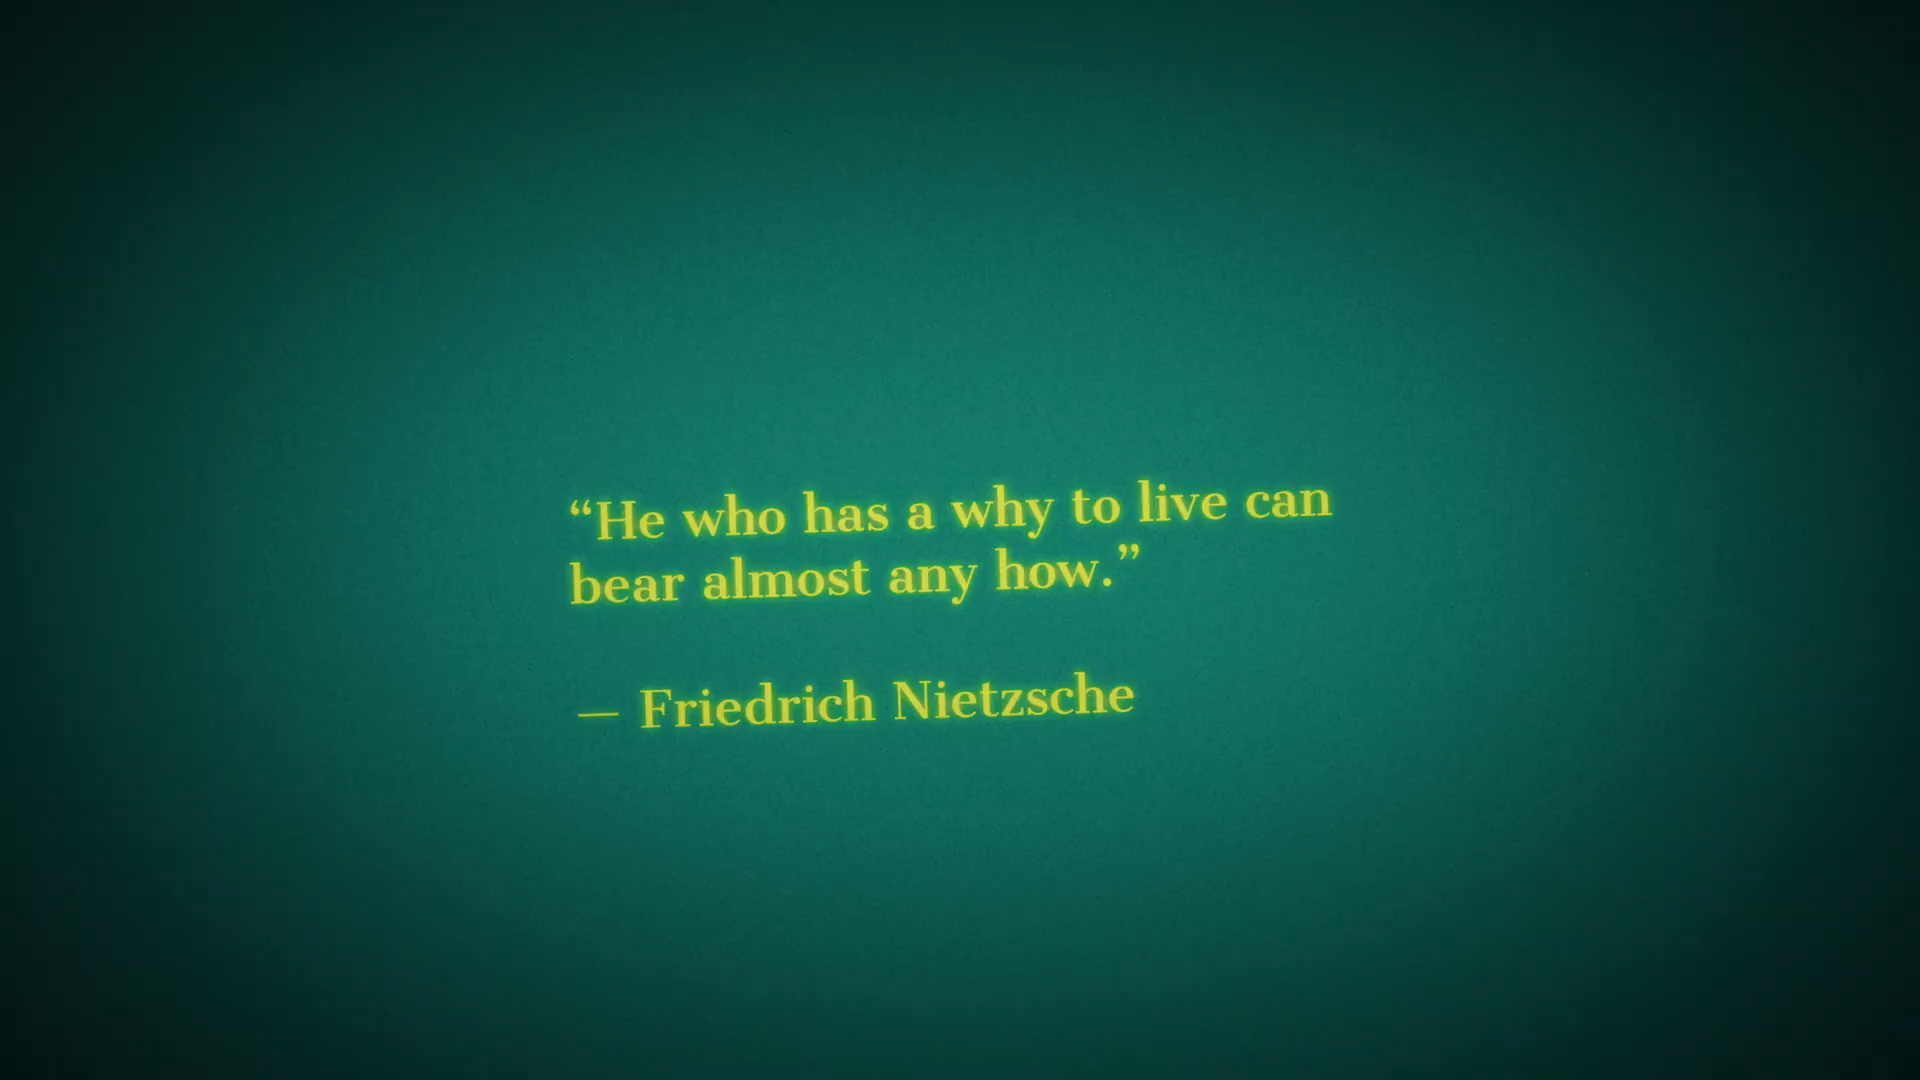 “He who has a why to live can
bear almost any how.”
— Friedrich Nietzsche